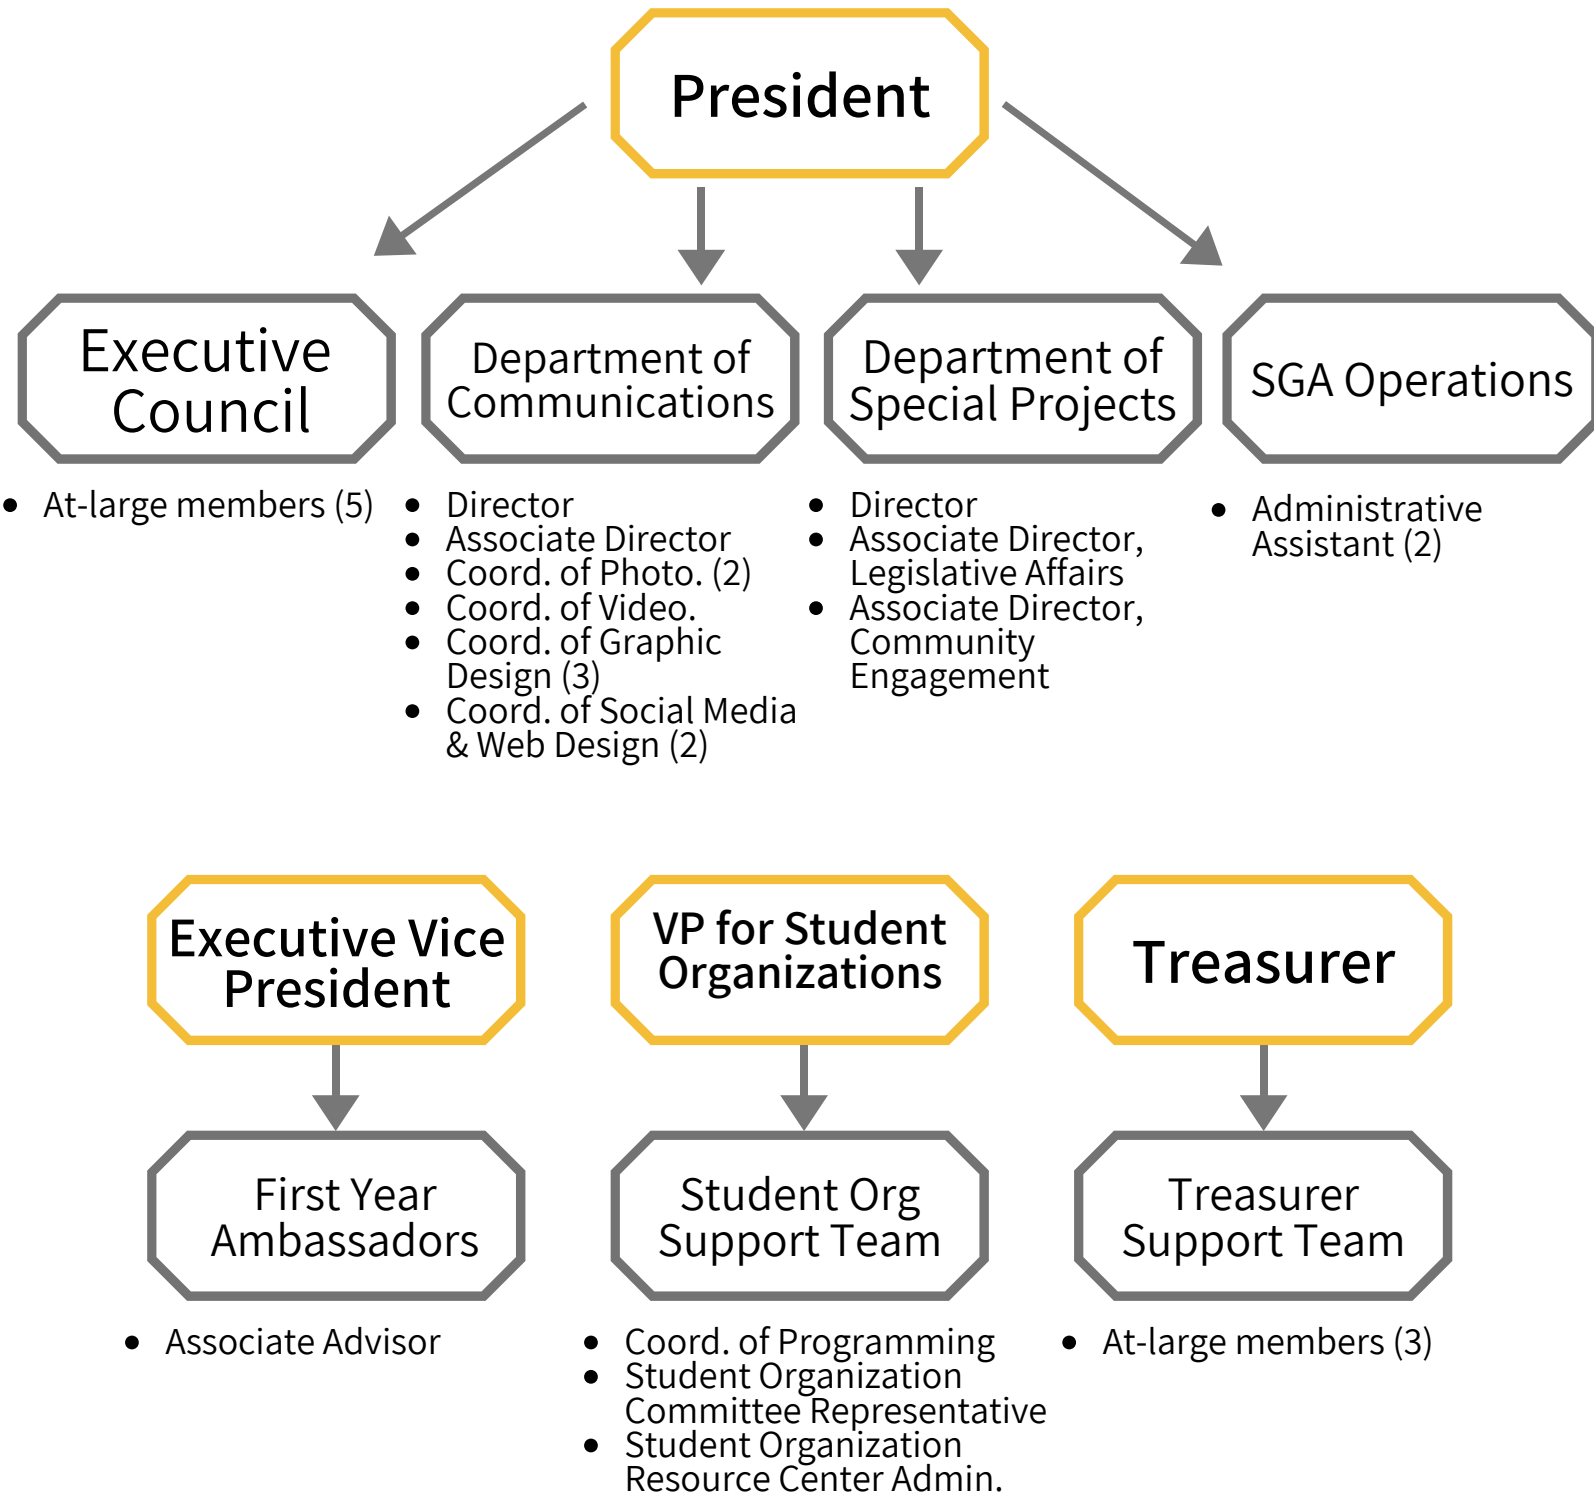 President
Executive
Council
Department of
Communications
Department of
Special Projects
SGA Operations
• At-large members (5)
• Director
• Associate Director
• Coord. of Photo. (2)
• Coord. of Video.
• Coord. of Graphic
Design (3)
• Coord. of Social Media
& Web Design (2)
• Director
• Associate Director,
Legislative Affairs
• Associate Director,
Community
Engagement
• Administrative
Assistant (2)
Executive Vice
President
VP for Student
Organizations
Treasurer
First Year
Ambassadors
Student Org
Support Team
Treasurer
Support Team
• Associate Advisor
• Coord. of Programming
• Student Organization
Committee Representative
• Student Organization
Resource Center Admin.
• At-large members (3)